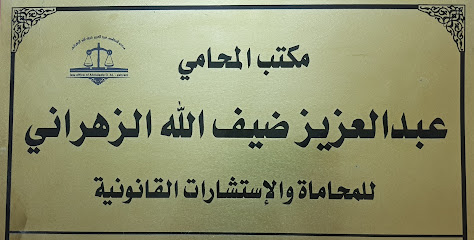 مكتب المحامي
عبدالعزيز ضيف الله الزهراني
للمحاماة والإستشارات القانونية